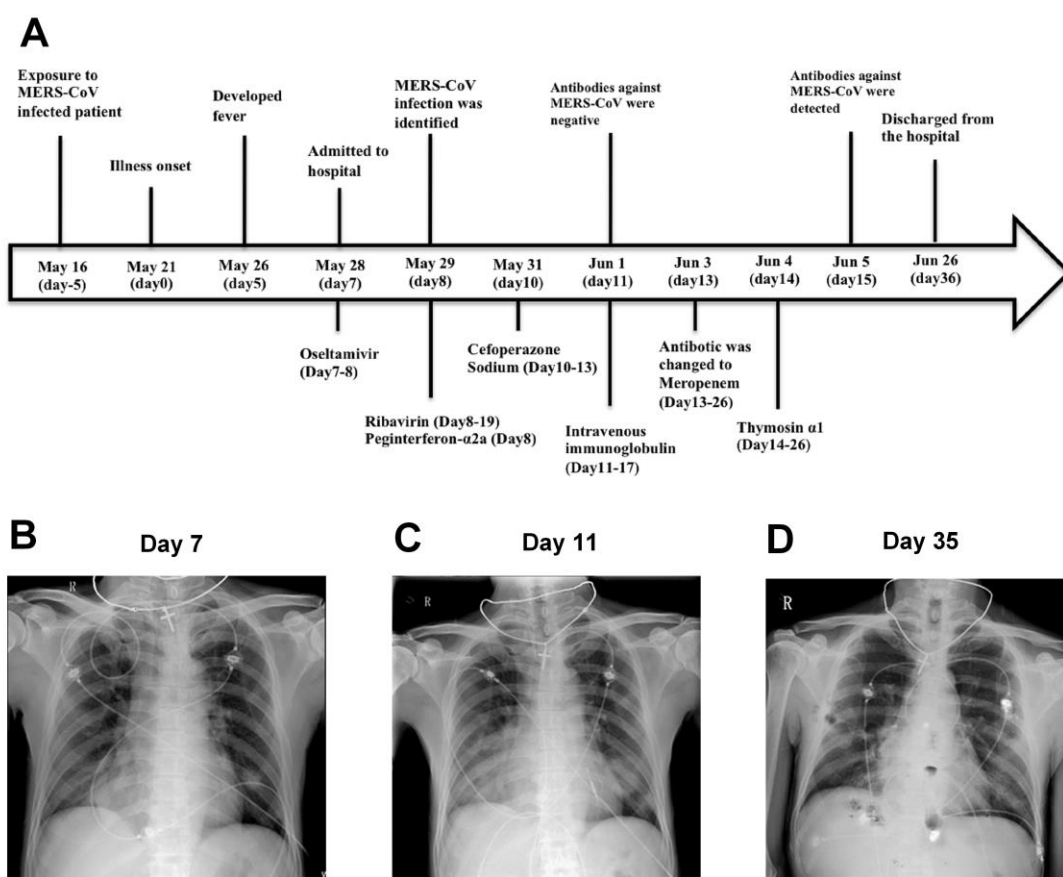 A
Exposure to
MERS-CoV
infected patient
Illness onset
Developed
fever
Admitted to
hospital
MERS-CoV
infection was
identified
Antibodies against
MERS-CoV were
negative
Antibodies against
MERS-CoV were
detected
Discharged from
the hospital
May 16
(day-5)
May 21
(day0)
May 26
(day5)
May 28
(day7)
May 29
(day8)
May 31
(day10)
Jun 1
(day11)
Jun 3
(day13)
Jun 4
(day14)
Jun 5
(day15)
Jun 26
(day36)
Oseltamivir
(Day7-8)
Ribavirin (Day8-19)
Peginterferon-α2a (Day8)
Cefoperazone
Sodium (Day10-13)
Intravenous
immunoglobulin
(Day11-17)
Antibotic was
changed to
Meropenem
(Day13-26)
Thymosin α1
(Day14-26)
B
Day 7
C
Day 11
D
Day 35
R
R
R